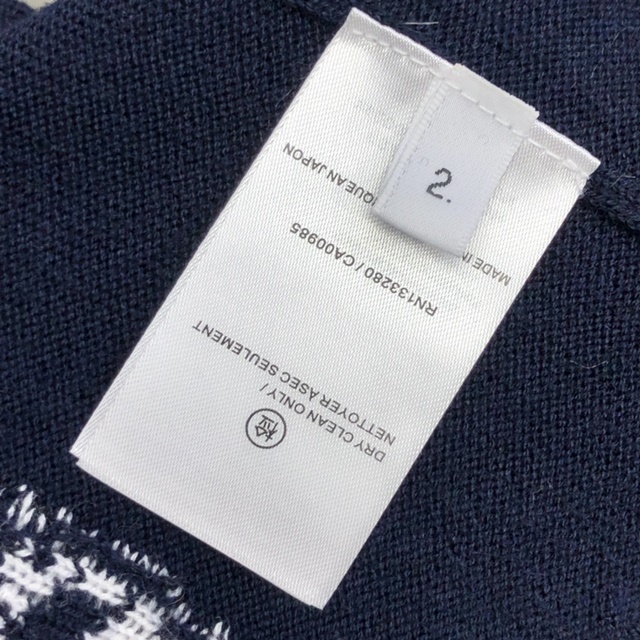 2.
DRY CLEAN ONLY/
NETTOYER ASEC SEULEMENT
RN133280 / CA00985
MADE IN
JAPON